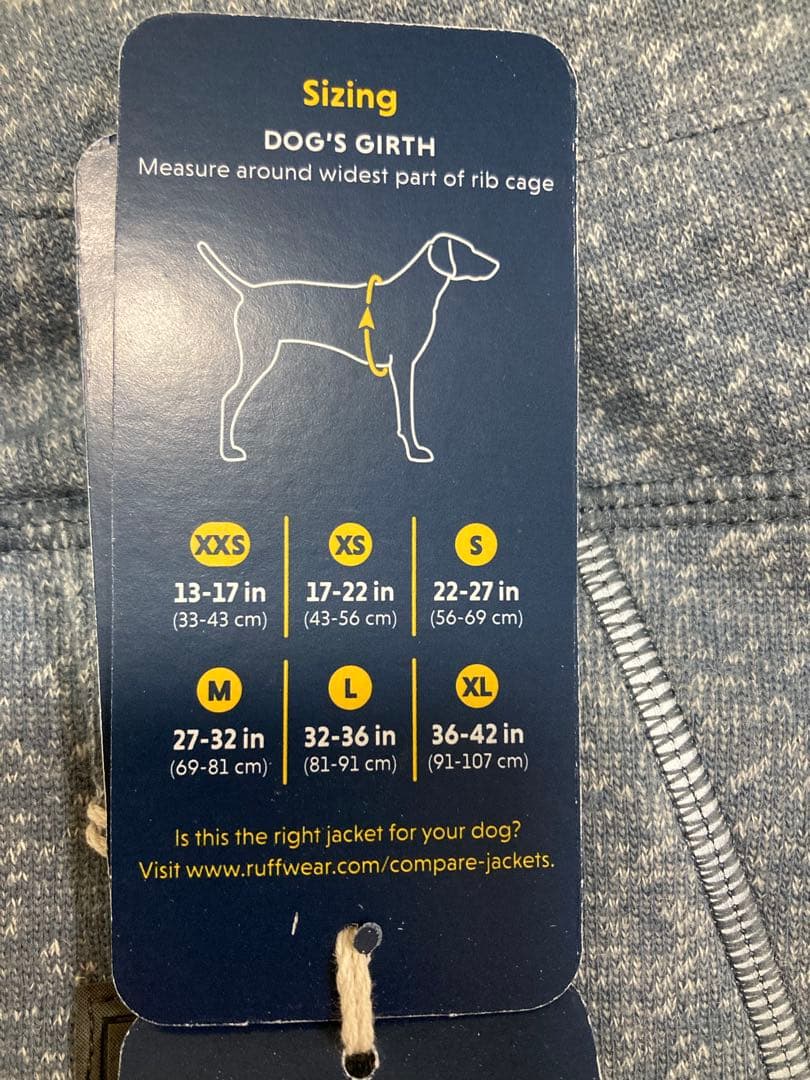 Sizing
DOG'S GIRTH
Measure around widest part of rib cage
XXS XS S
13-17 in 17-22 in 22-27 in
(33-43 cm) (43-56 cm) (56-69 cm)
M L XL
27-32 in 32-36 in 36-42 in
(69-81 cm) (81-91 cm) (91-107 cm)
Is this the right jacket for your dog?
Visit www.ruffwear.com/compare-jackets.